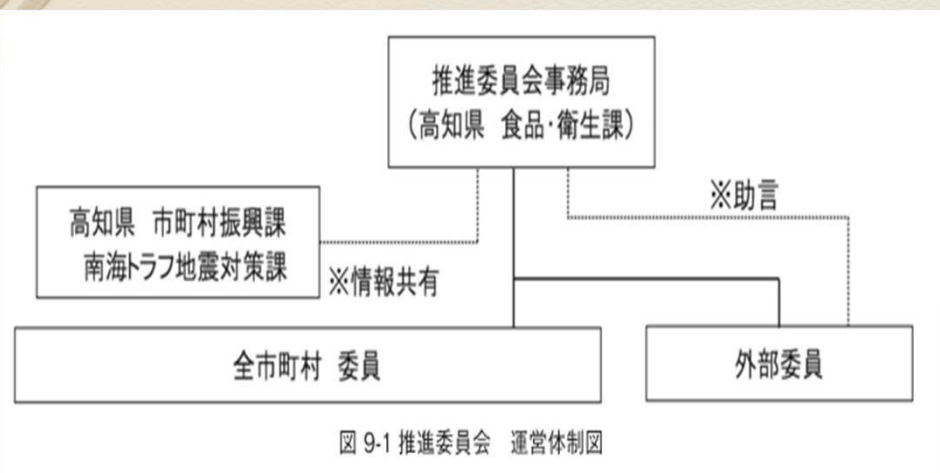 推進委員会事務局
（高知県　食品・衛生課）
※助言
高知県　市町村振興課
南海トラフ地震対策課
※情報共有
全市町村　委員
外部委員
図 9-1 推進委員会　運営体制図